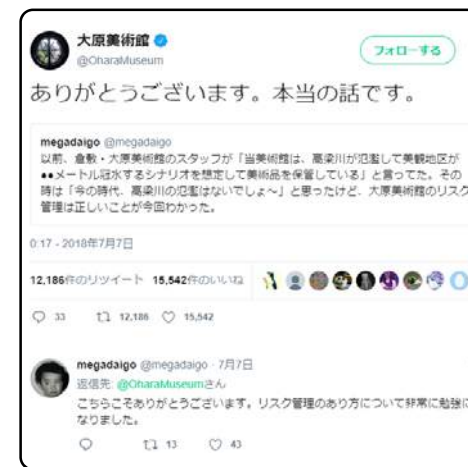 大原美術館
@OharaMuseum
フォローする
ありがとうございます。本当の話です。
megadaigo @megadaigo
以前、倉敷・大原美術館のスタッフが「当美術館は、高梁川が氾濫して美観地区が
●●メートル冠水するシナリオを想定して美術品を保管している」と言ってた。その
時は「今の時代、高梁川の氾濫はないでしょ~」と思ったけど、大原美術館のリスク
管理は正しいことが今回わかった。
0:17 - 2018年7月7日
12,186件のリツイート 15,542件のいいね
33 12,186 15,542
megadaigo @megadaigo · 7月7日
返信先: @OharaMuseumさん
こちらこそありがとうございます。リスク管理のあり方について非常に勉強に
なりました。
13 43